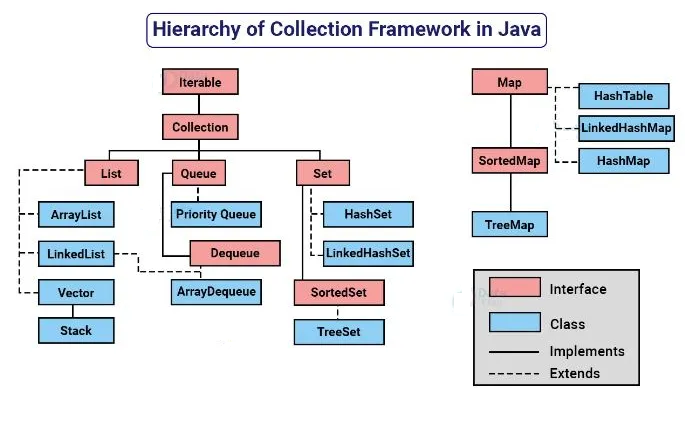 Hierarchy of Collection Framework in Java
Iterable
Collection
List
Queue
Set
ArrayList
Priority Queue
HashSet
LinkedList
Dequeue
LinkedHashSet
Vector
ArrayDequeue
SortedSet
Stack
TreeSet
Map
HashTable
LinkedHashMap
SortedMap
HashMap
TreeMap
Interface
Class
Implements
Extends